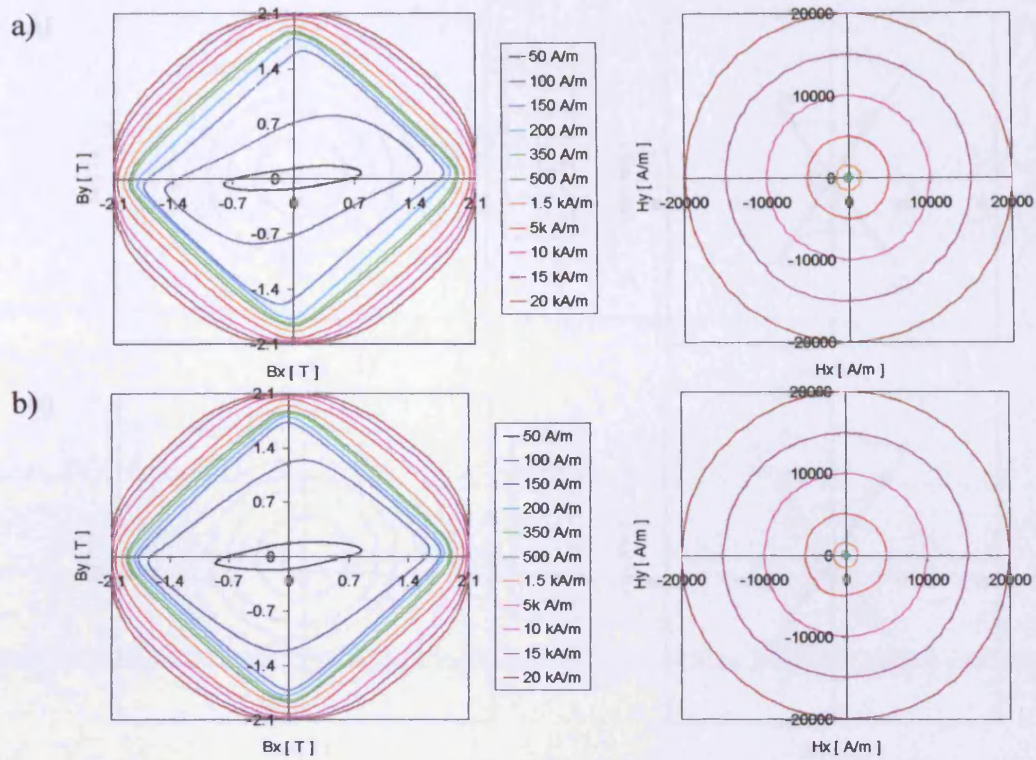 a)
By [ T ]
2.1
1.4
0.7
0
-0.7
-1.4
-2.1
-2.1 -1.4 -0.7 0 0.7 1.4 2.1
Bx [ T ]
50 A/m
100 A/m
150 A/m
200 A/m
350 A/m
500 A/m
1.5 kA/m
5k A/m
10 kA/m
15 kA/m
20 kA/m
Hy [ A/m ]
20000
10000
0
-10000
-20000
-20000 -10000 0 10000 20000
Hx [ A/m ]
b)
By [ T ]
2.1
1.4
0.7
0
-0.7
-1.4
-2.1
-2.1 -1.4 -0.7 0 0.7 1.4 2.1
Bx [ T ]
50 A/m
100 A/m
150 A/m
200 A/m
350 A/m
500 A/m
1.5 kA/m
5k A/m
10 kA/m
15 kA/m
20 kA/m
Hy [ A/m ]
20000
10000
0
-10000
-20000
-20000 -10000 0 10000 20000
Hx [ A/m ]